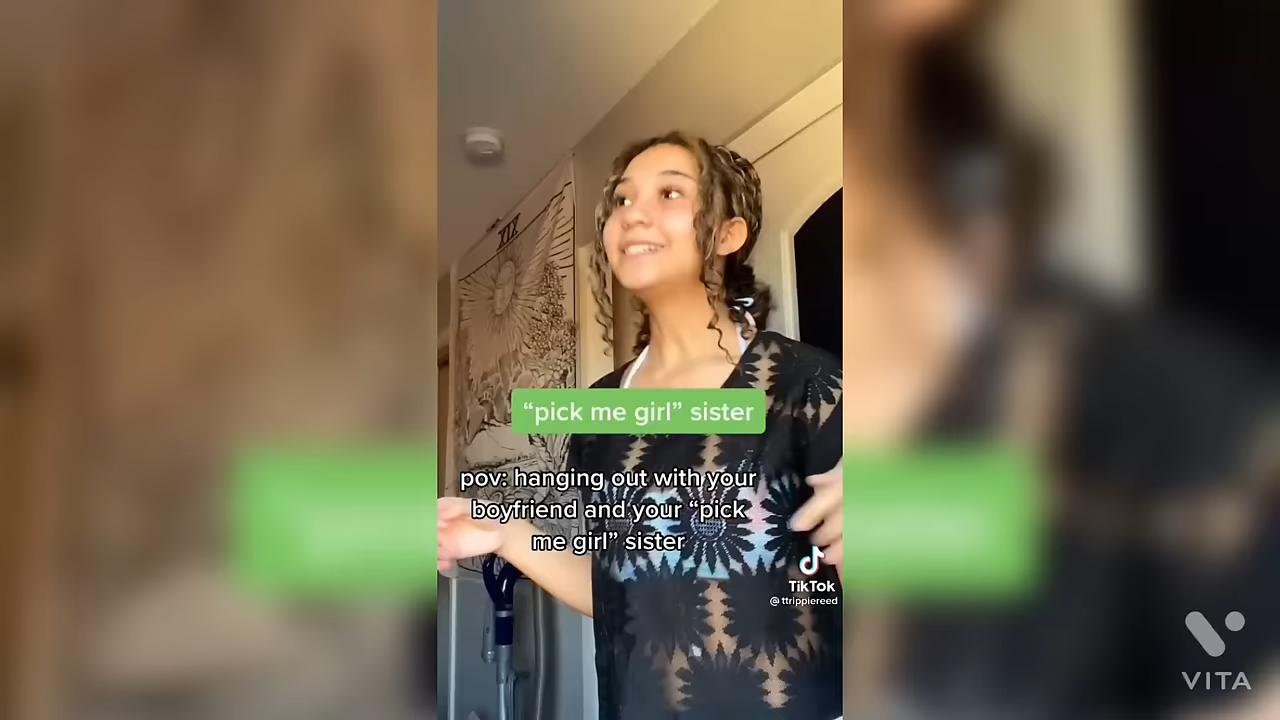 XIX
“pick me girl” sister
pov: hanging out with your
boyfriend and your “pick
me girl” sister
TikTok
@ttrippiereed
VITA